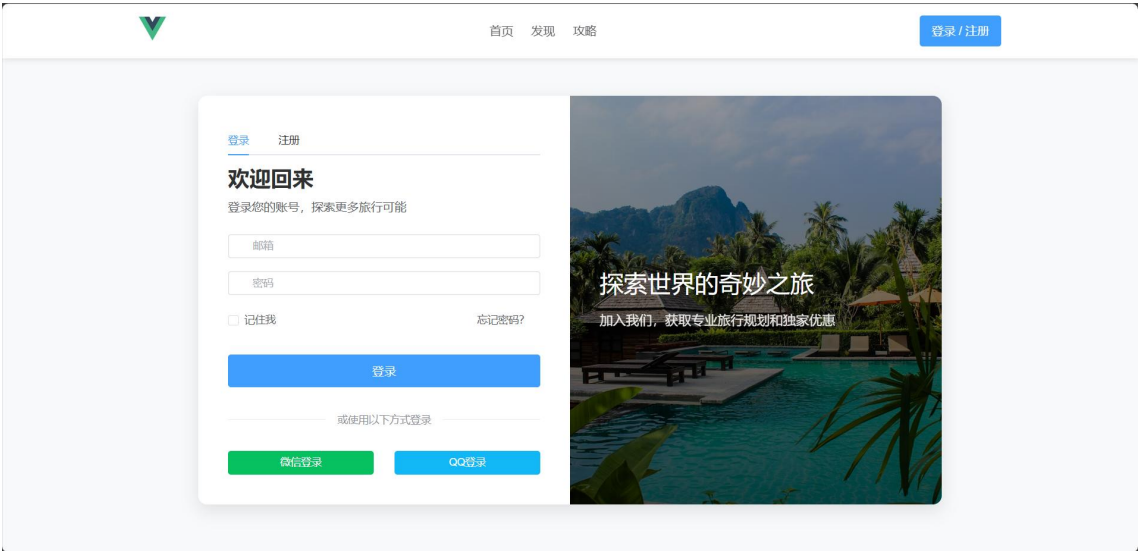 首页 发现 攻略 登录 / 注册
登录 注册
欢迎回来
登录您的账号，探索更多旅行可能
邮箱
密码
记住我 忘记密码?
登录
或使用以下方式登录
微信登录 QQ登录
探索世界的奇妙之旅
加入我们，获取专业旅行规划和独家优惠